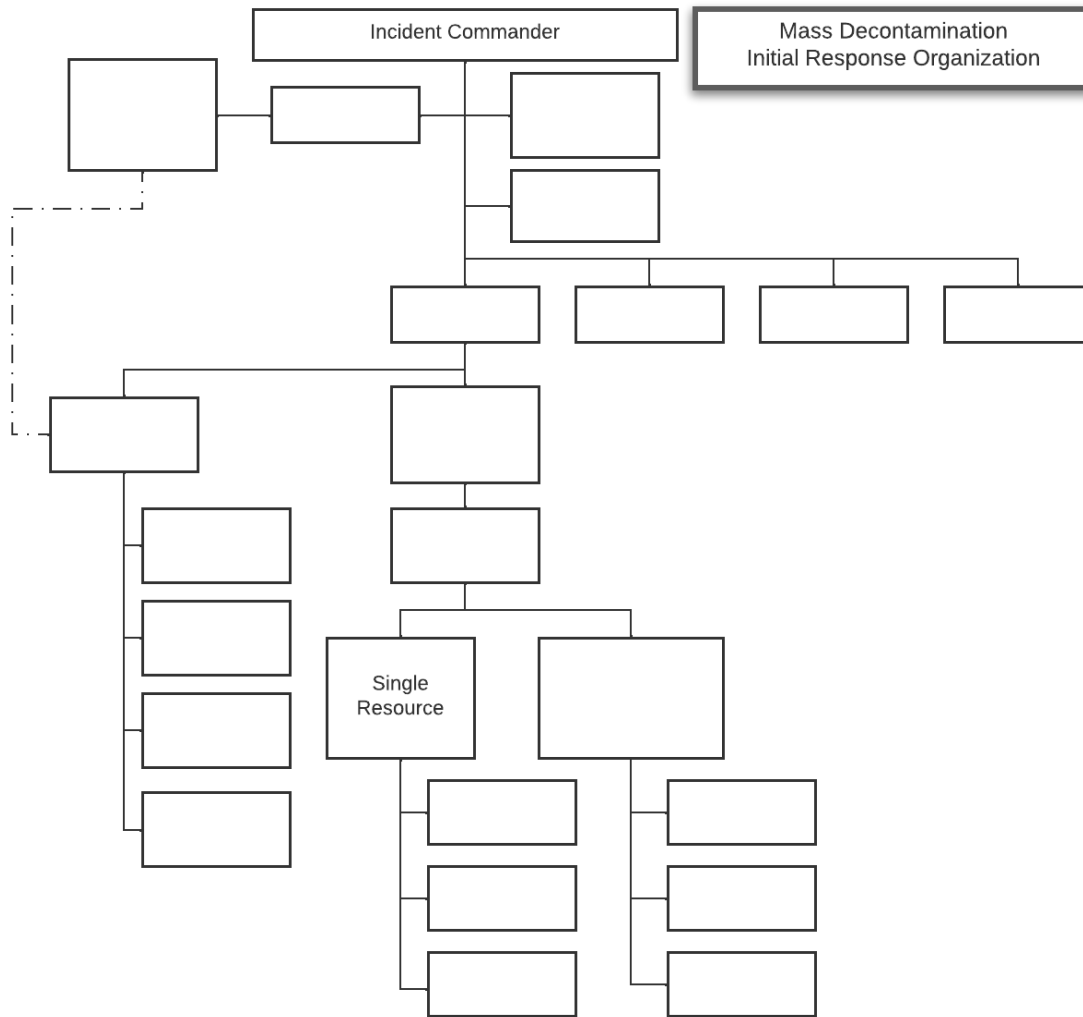 Incident Commander
Mass Decontamination
Initial Response Organization
Single
Resource